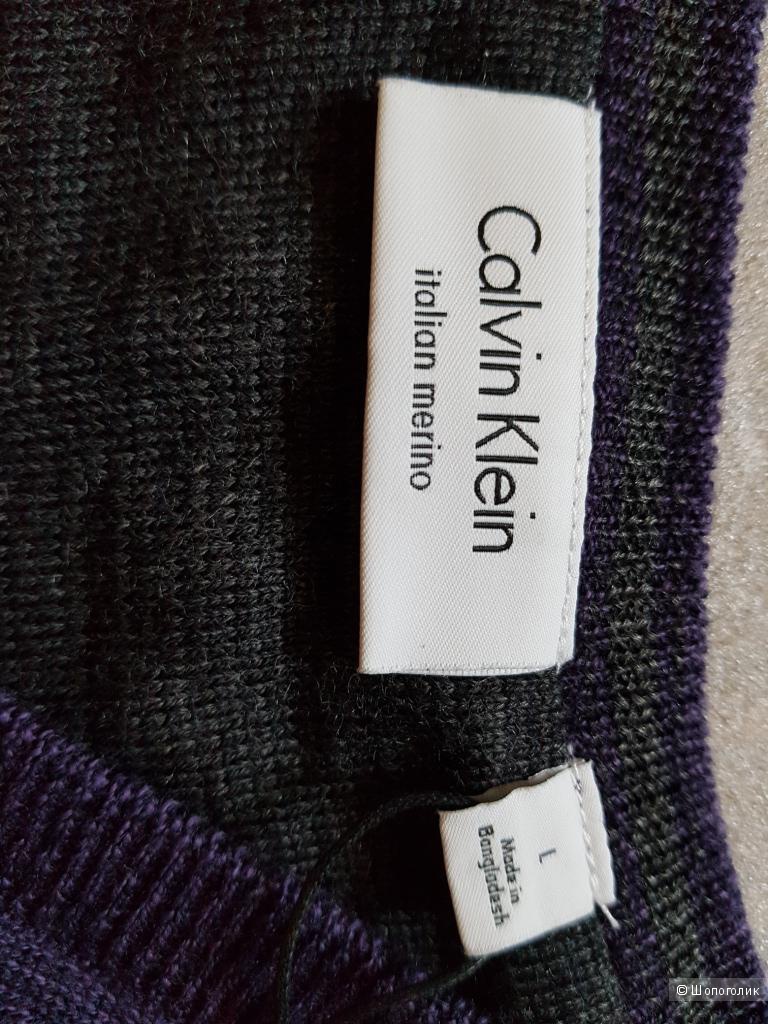 Calvin Klein
italian merino
L
Made in
Bangladesh
© Шопоголик